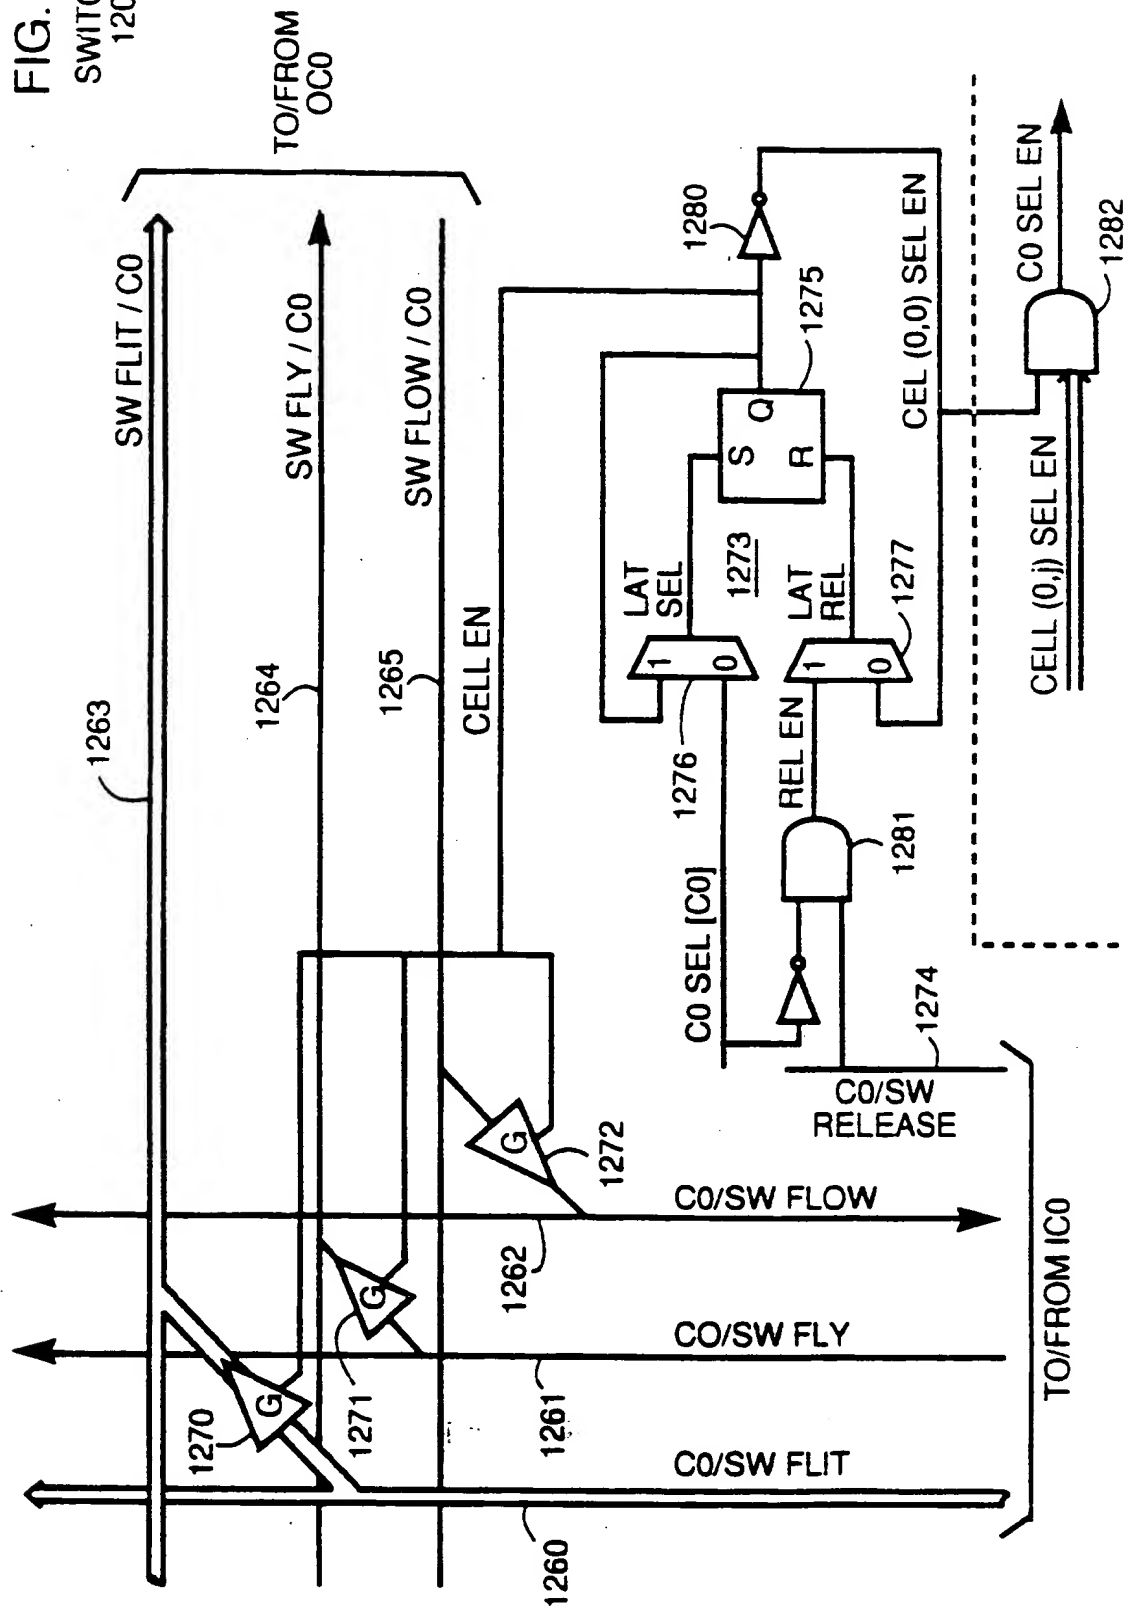 FIG.
SWITC
120
TO/FROM
OC0
SW FLIT / C0
SW FLY / C0
SW FLOW / C0
1263
1264
1265
CELL EN
1280
1275
CEL (0,0) SEL EN
C0 SEL EN
1282
CELL (0,j) SEL EN
S
R
Q
1273
LAT
SEL
LAT
REL
1277
1
0
1
0
1276
REL EN
1281
C0 SEL [C0]
1274
C0/SW
RELEASE
G
1272
C0/SW FLOW
1262
G
1271
CO/SW FLY
1261
G
1270
C0/SW FLIT
1260
TO/FROM IC0